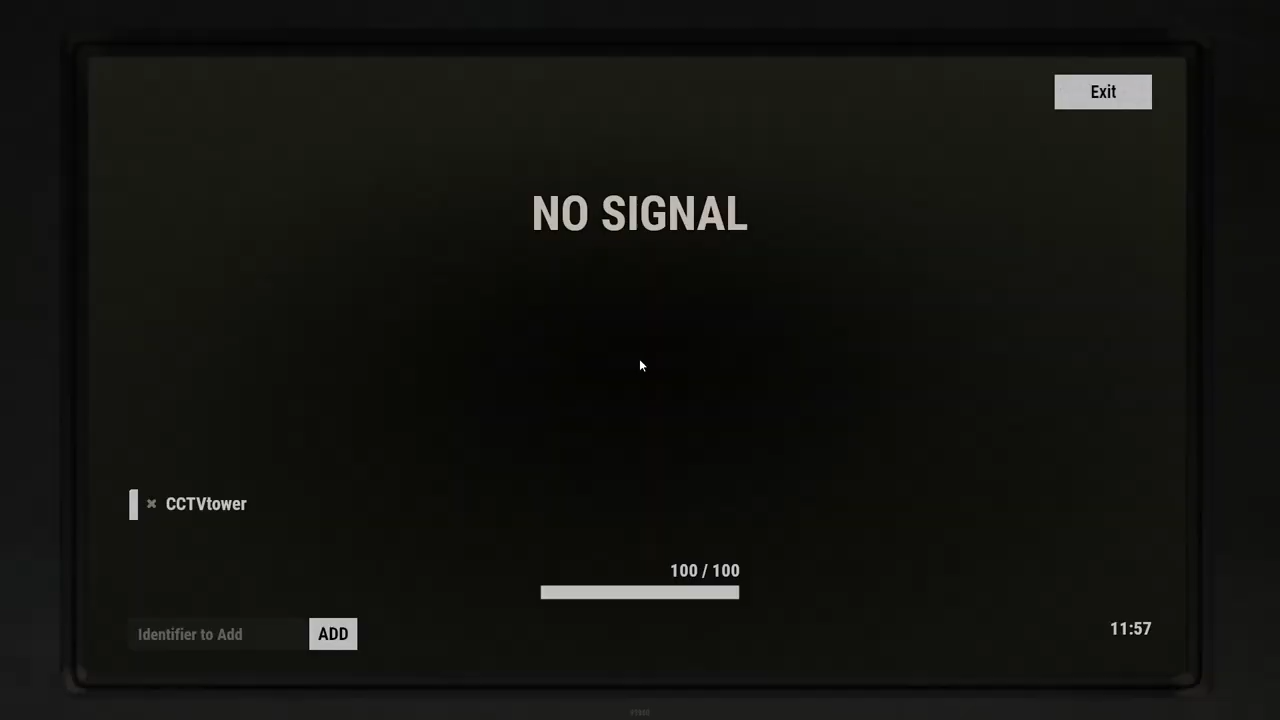 Exit
NO SIGNAL
CCTVtower
100 / 100
Identifier to Add
ADD
11:57